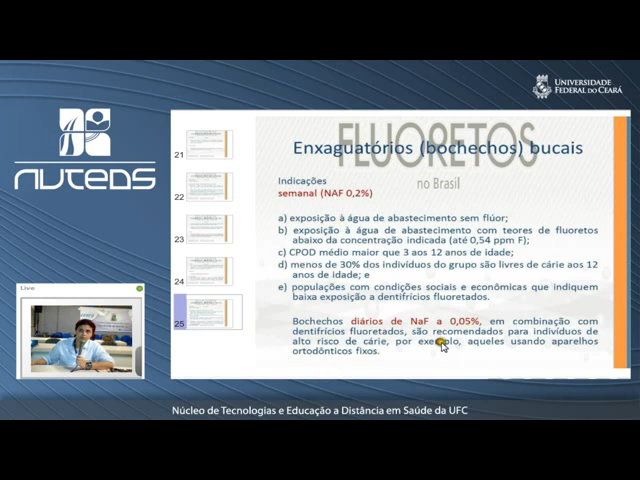 UNIVERSIDADE
FEDERAL DO CEARÁ
NUTEDS
FLUORETOS
no Brasil
Enxaguatórios (bochechos) bucais
Indicações
semanal (NAF 0,2%)
a) exposição à água de abastecimento sem flúor;
b) exposição à água de abastecimento com teores de fluoretos
abaixo da concentração indicada (até 0,54 ppm F);
c) CPOD médio maior que 3 aos 12 anos de idade;
d) menos de 30% dos indivíduos do grupo são livres de cárie aos 12
anos de idade; e
e) populações com condições sociais e econômicas que indiquem
baixa exposição a dentifrícios fluoretados.
Bochechos diários de NaF a 0,05%, em combinação com
dentifrícios fluoretados, são recomendados para indivíduos de
alto risco de cárie, por exemplo, aqueles usando aparelhos
ortodônticos fixos.
21
22
23
24
25
Live
Núcleo de Tecnologias e Educação a Distância em Saúde da UFC